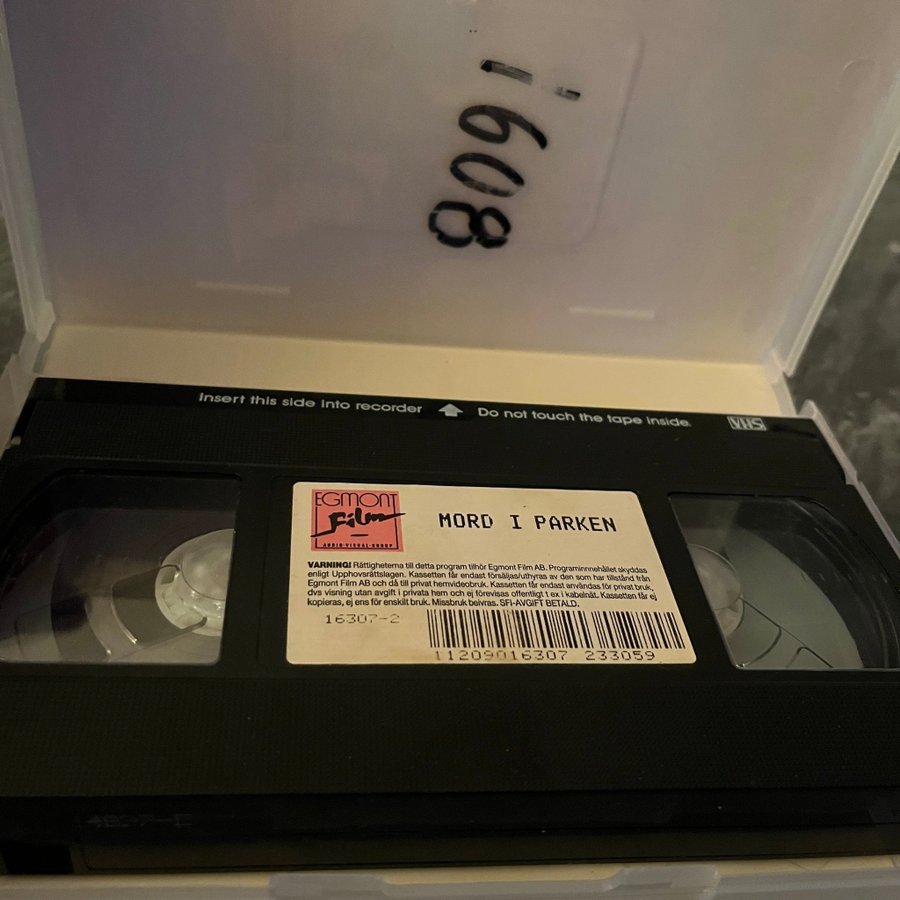 8091
Insert this side into recorder Do not touch the tape inside.
VHS
EGMONT
Film
AUDIO-VISUAL-GROUP
MORD I PARKEN
VARNING! Rättigheterna till detta program tillhör Egmont Film AB. Programinnehållet skyddas
enligt Upphovsrättslagen. Kassetten får endast försäljas/uthyras av den som har tillstånd från
Egmont Film AB och då till privat hemvideobruk. Kassetten får endast användas för privat bruk,
dvs visning utan avgift i privata hem och ej förevisas offentligt t ex i kabelnät. Kassetten får ej
kopieras, ej ens för enskilt bruk. Missbruk beivras. SFI-AVGIFT BETALD.
16307-2
11209016307 233059